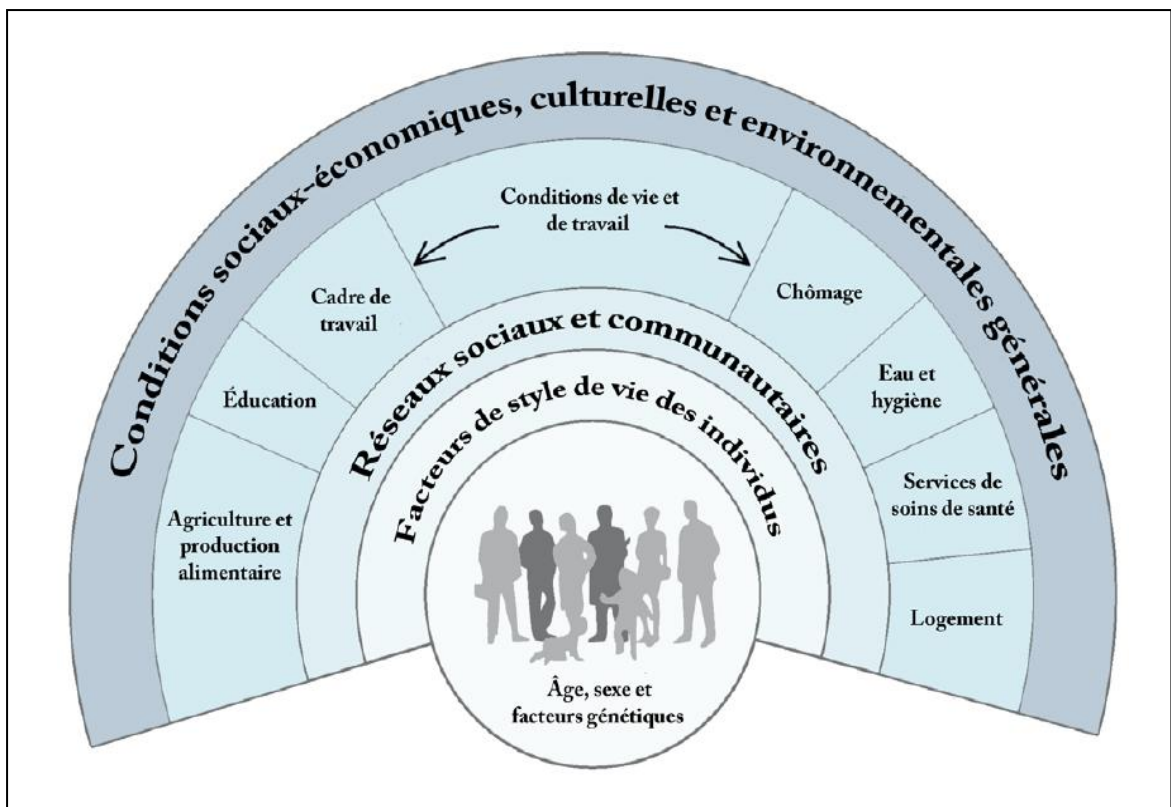 Conditions sociaux-économiques, culturelles et environnementales générales
Conditions de vie et
de travail
Cadre de
travail
Chômage
Éducation
Eau et
hygiène
Agriculture et
production
alimentaire
Services de
soins de santé
Logement
Réseaux sociaux et communautaires
Facteurs de style de vie des individus
Âge, sexe et
facteurs génétiques